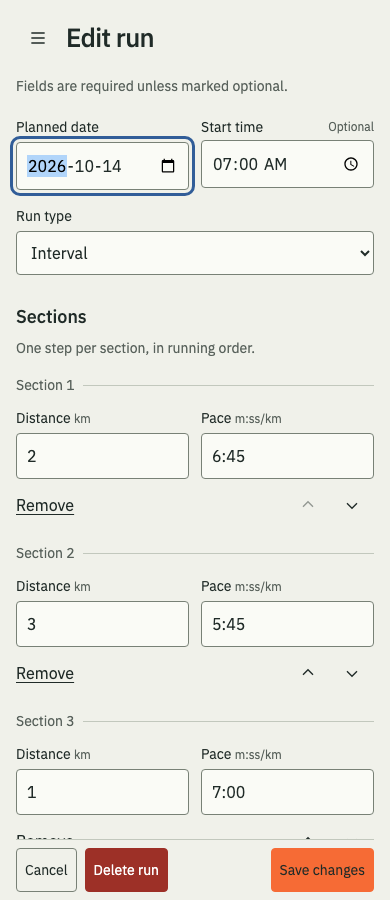 Edit run
Fields are required unless marked optional.
Planned date
Start time Optional
2026-10-14
07:00 AM
Run type
Interval
Sections
One step per section, in running order.
Section 1
Distance km
Pace m:ss/km
2
6:45
Remove
Section 2
Distance km
Pace m:ss/km
3
5:45
Remove
Section 3
Distance km
Pace m:ss/km
1
7:00
Cancel
Delete run
Save changes